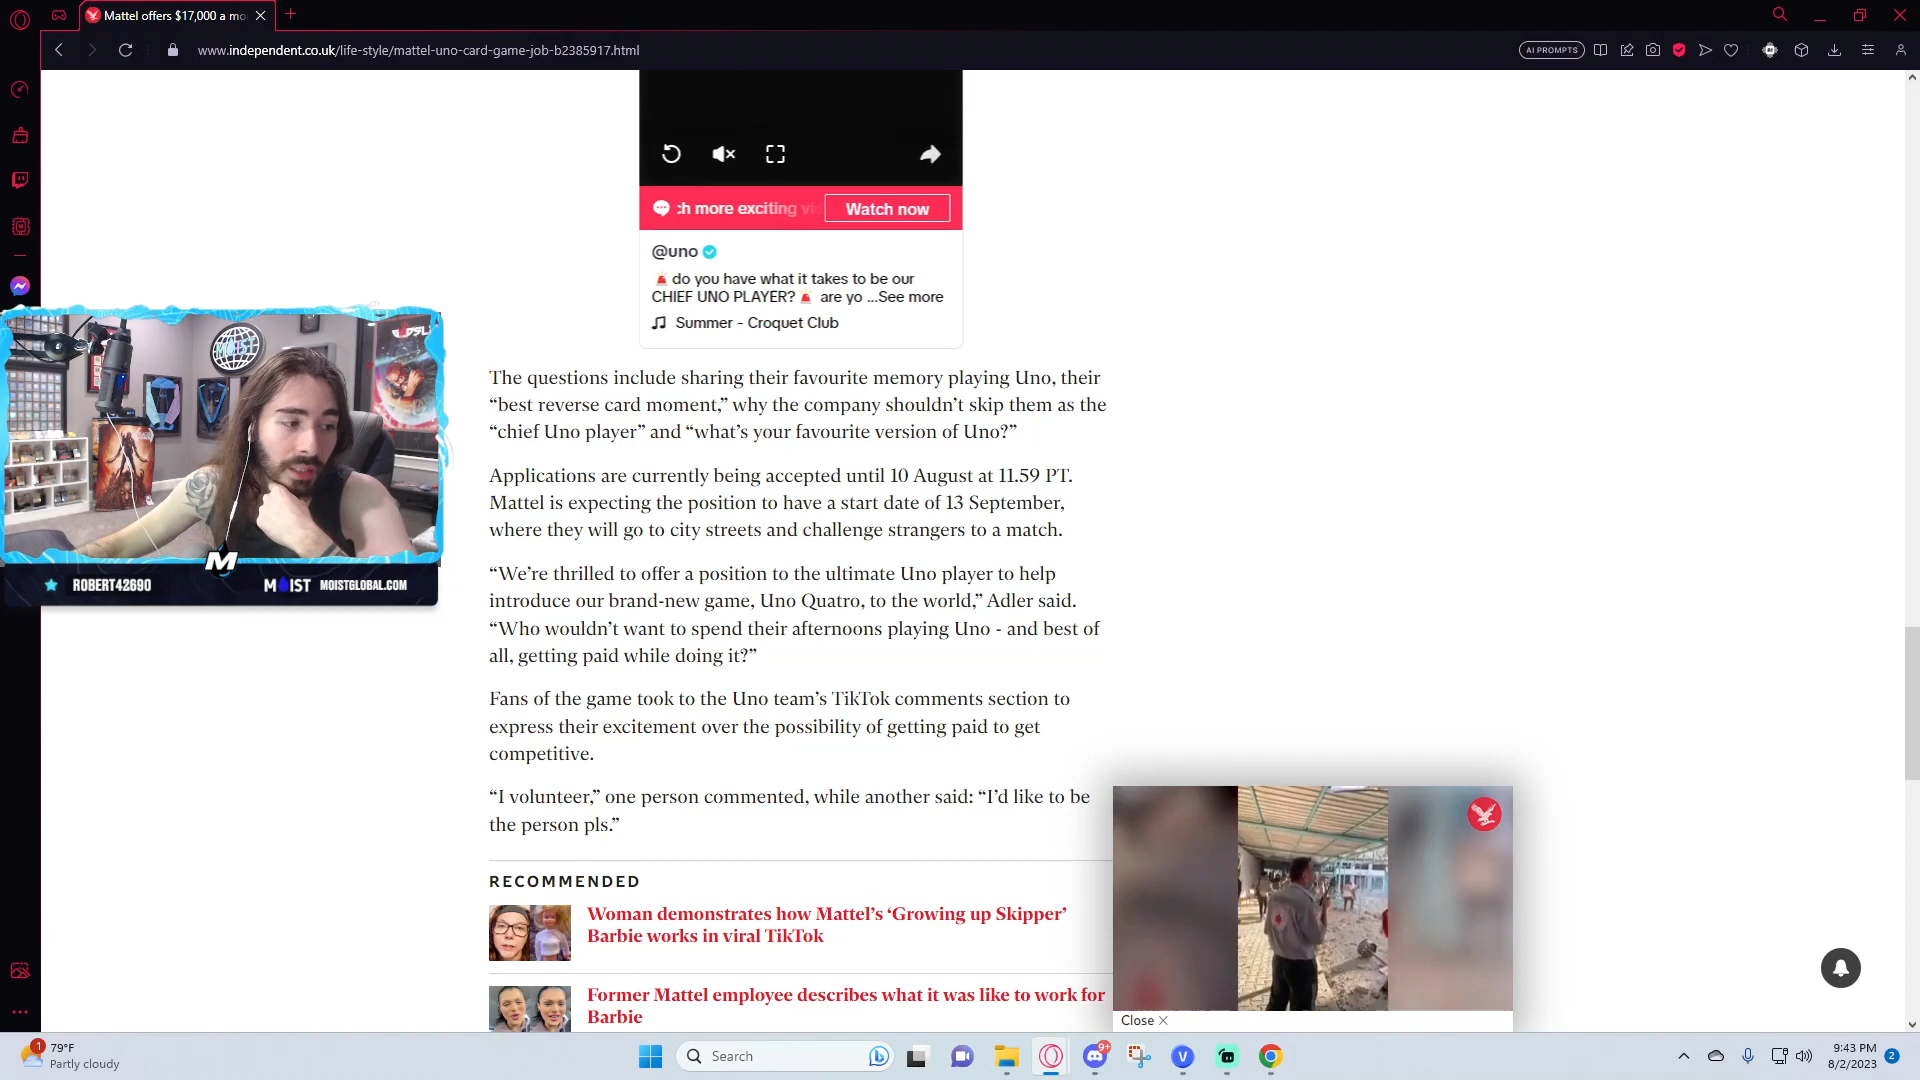 Mattel offers $17,000 a mo
www.independent.co.uk/life-style/mattel-uno-card-game-job-b2385917.html
AI PROMPTS
ch more exciting vi
Watch now
@uno
🚨do you have what it takes to be our
CHIEF UNO PLAYER?🚨 are yo ...See more
Summer - Croquet Club
The questions include sharing their favourite memory playing Uno, their
“best reverse card moment,” why the company shouldn’t skip them as the
“chief Uno player” and “what’s your favourite version of Uno?”
Applications are currently being accepted until 10 August at 11.59 PT.
Mattel is expecting the position to have a start date of 13 September,
where they will go to city streets and challenge strangers to a match.
“We’re thrilled to offer a position to the ultimate Uno player to help
introduce our brand-new game, Uno Quatro, to the world,” Adler said.
“Who wouldn’t want to spend their afternoons playing Uno - and best of
all, getting paid while doing it?”
Fans of the game took to the Uno team’s TikTok comments section to
express their excitement over the possibility of getting paid to get
competitive.
“I volunteer,” one person commented, while another said: “I’d like to be
the person pls.”
RECOMMENDED
Woman demonstrates how Mattel’s ‘Growing up Skipper’
Barbie works in viral TikTok
Former Mattel employee describes what it was like to work for
Barbie
Close
MOIST
M
ROBERT42690
MOIST
MOISTGLOBAL.COM
1
79°F
Partly cloudy
Search
9+
V
9:43 PM
8/2/2023
2